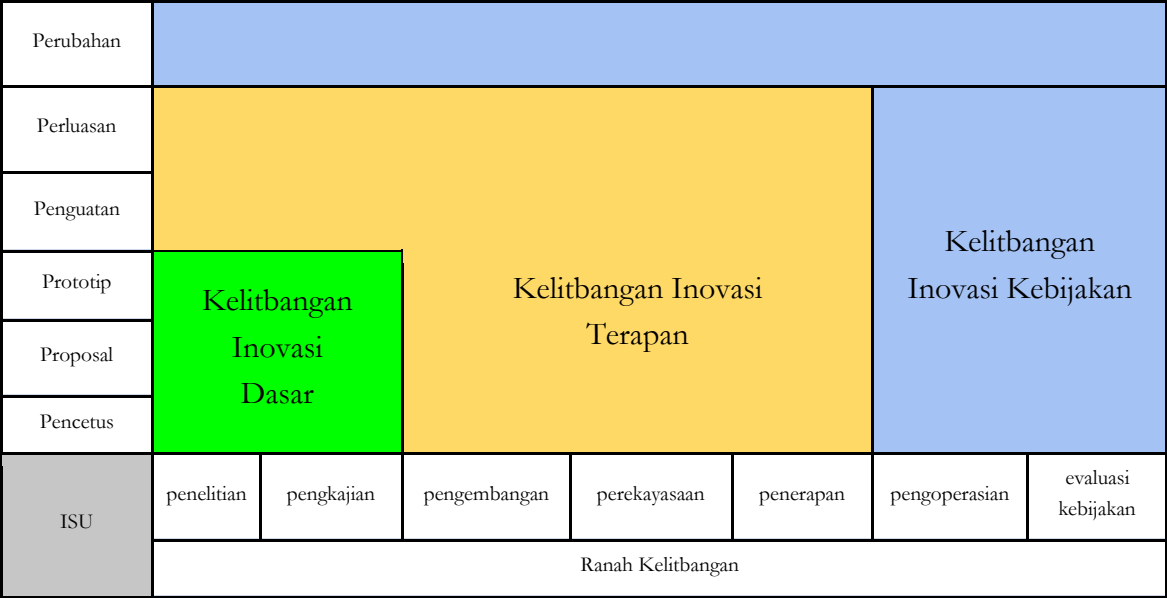 Perubahan
Perluasan
Penguatan
Prototip
Proposal
Pencetus
Kelitbangan
Inovasi
Dasar
Kelitbangan Inovasi
Terapan
Kelitbangan
Inovasi Kebijakan
ISU
penelitian
pengkajian
pengembangan
perekayasaan
penerapan
pengoperasian
evaluasi
kebijakan
Ranah Kelitbangan